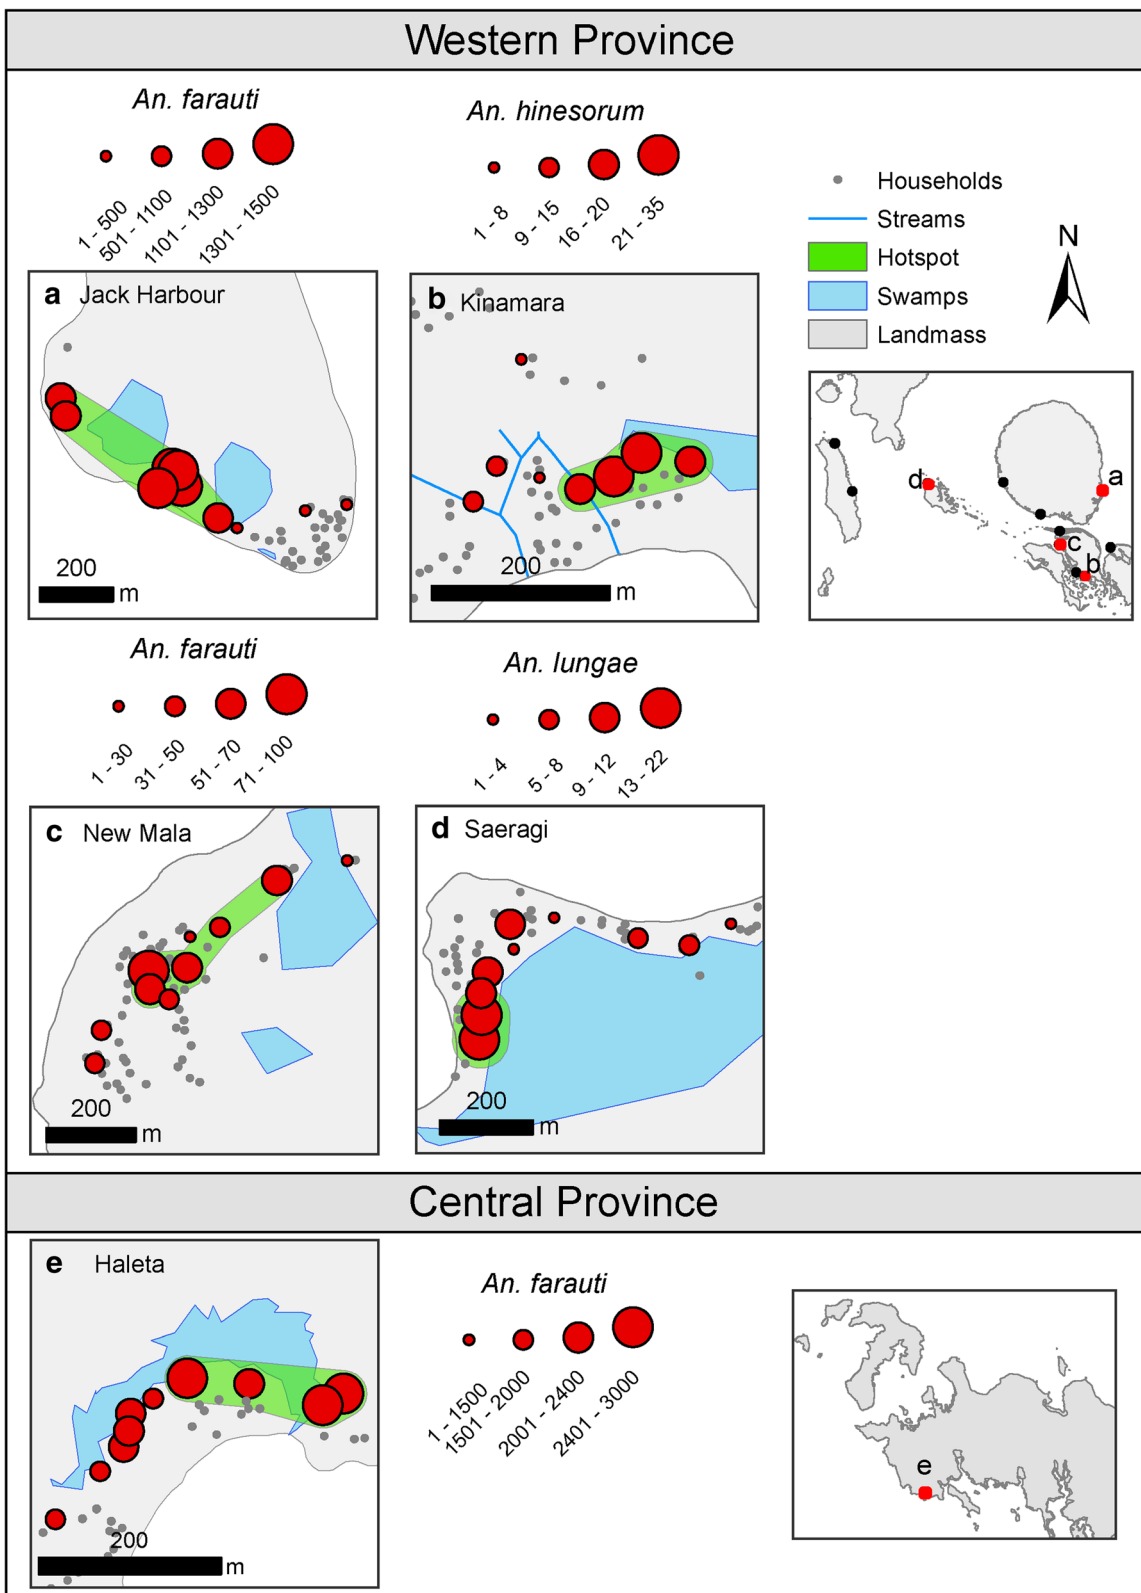 Western Province
An. farauti
1 - 500
501 - 1100
1101 - 1300
1301 - 1500
An. hinesorum
1 - 8
9 - 15
16 - 20
21 - 35
Households
Streams
Hotspot
Swamps
Landmass
N
a Jack Harbour
200
m
b Kinamara
200
m
a
d
c
b
An. farauti
1 - 30
31 - 50
51 - 70
71 - 100
An. lungae
1 - 4
5 - 8
9 - 12
13 - 22
c New Mala
200
m
d Saeragi
200
m
Central Province
e Haleta
200
m
An. farauti
1 - 1500
1501 - 2000
2001 - 2400
2401 - 3000
e